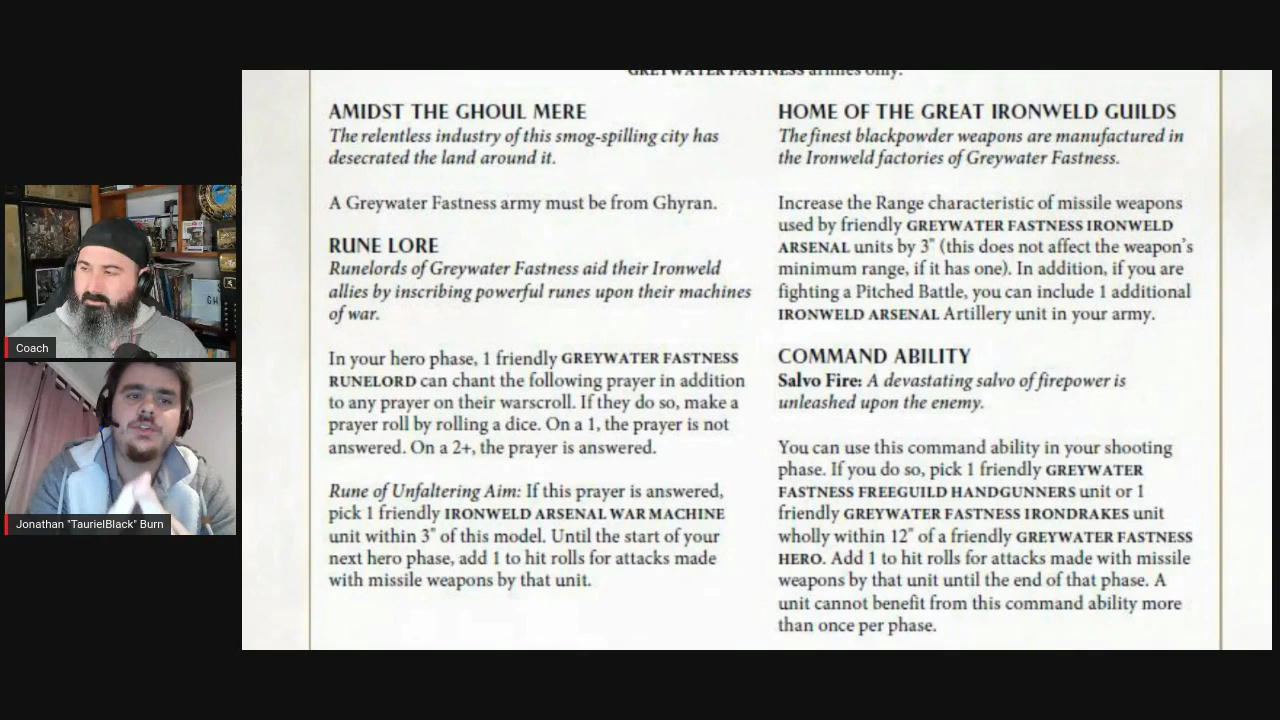 GREYWATER FASTNESS armies only.
AMIDST THE GHOUL MERE
The relentless industry of this smog-spilling city has
desecrated the land around it.
A Greywater Fastness army must be from Ghyran.
RUNE LORE
Runelords of Greywater Fastness aid their Ironweld
allies by inscribing powerful runes upon their machines
of war.
In your hero phase, 1 friendly GREYWATER FASTNESS
RUNELORD can chant the following prayer in addition
to any prayer on their warscroll. If they do so, make a
prayer roll by rolling a dice. On a 1, the prayer is not
answered. On a 2+, the prayer is answered.
Rune of Unfaltering Aim: If this prayer is answered,
pick 1 friendly IRONWELD ARSENAL WAR MACHINE
unit within 3" of this model. Until the start of your
next hero phase, add 1 to hit rolls for attacks made
with missile weapons by that unit.
HOME OF THE GREAT IRONWELD GUILDS
The finest blackpowder weapons are manufactured in
the Ironweld factories of Greywater Fastness.
Increase the Range characteristic of missile weapons
used by friendly GREYWATER FASTNESS IRONWELD
ARSENAL units by 3" (this does not affect the weapon's
minimum range, if it has one). In addition, if you are
fighting a Pitched Battle, you can include 1 additional
IRONWELD ARSENAL Artillery unit in your army.
COMMAND ABILITY
Salvo Fire: A devastating salvo of firepower is
unleashed upon the enemy.
You can use this command ability in your shooting
phase. If you do so, pick 1 friendly GREYWATER
FASTNESS FREEGUILD HANDGUNNERS unit or 1
friendly GREYWATER FASTNESS IRONDRAKES unit
wholly within 12" of a friendly GREYWATER FASTNESS
HERO. Add 1 to hit rolls for attacks made with missile
weapons by that unit until the end of that phase. A
unit cannot benefit from this command ability more
than once per phase.
Coach
Jonathan "TaurielBlack" Burn